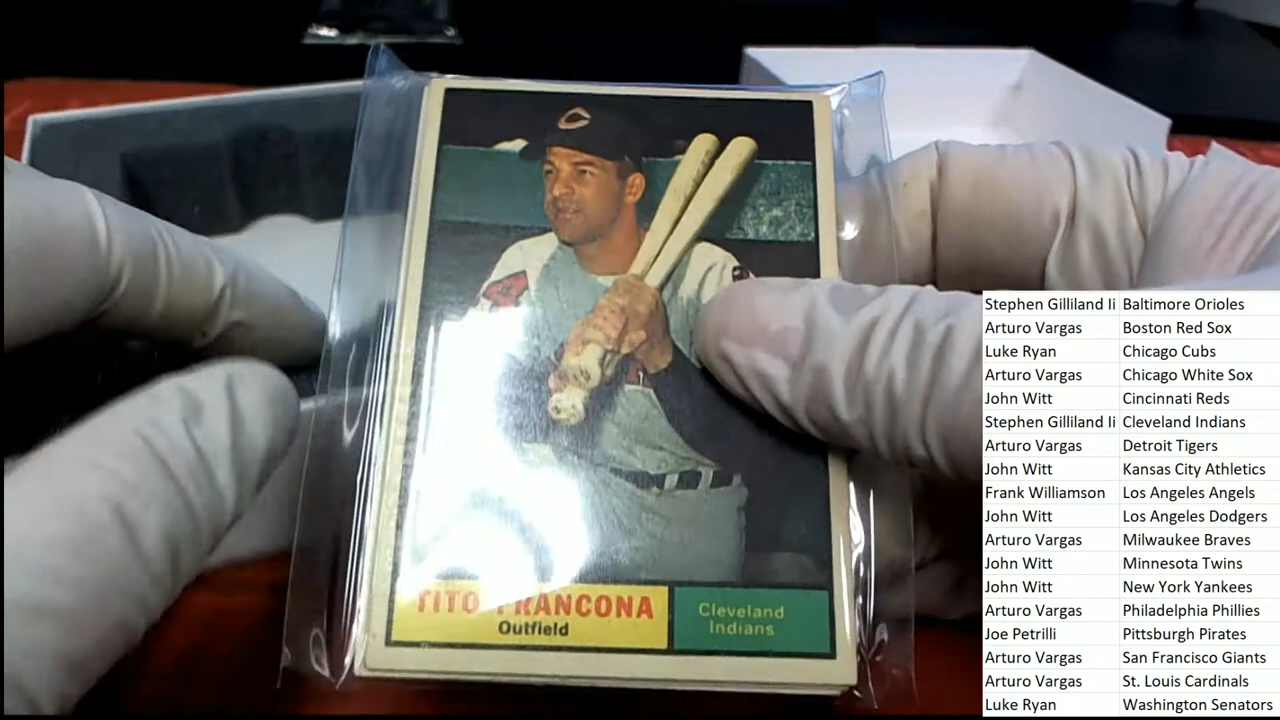 C
TITO FRANCONA
Outfield
Cleveland
Indians
Stephen Gilliland Ii Baltimore Orioles
Arturo Vargas Boston Red Sox
Luke Ryan Chicago Cubs
Arturo Vargas Chicago White Sox
John Witt Cincinnati Reds
Stephen Gilliland Ii Cleveland Indians
Arturo Vargas Detroit Tigers
John Witt Kansas City Athletics
Frank Williamson Los Angeles Angels
John Witt Los Angeles Dodgers
Arturo Vargas Milwaukee Braves
John Witt Minnesota Twins
John Witt New York Yankees
Arturo Vargas Philadelphia Phillies
Joe Petrilli Pittsburgh Pirates
Arturo Vargas San Francisco Giants
Arturo Vargas St. Louis Cardinals
Luke Ryan Washington Senators